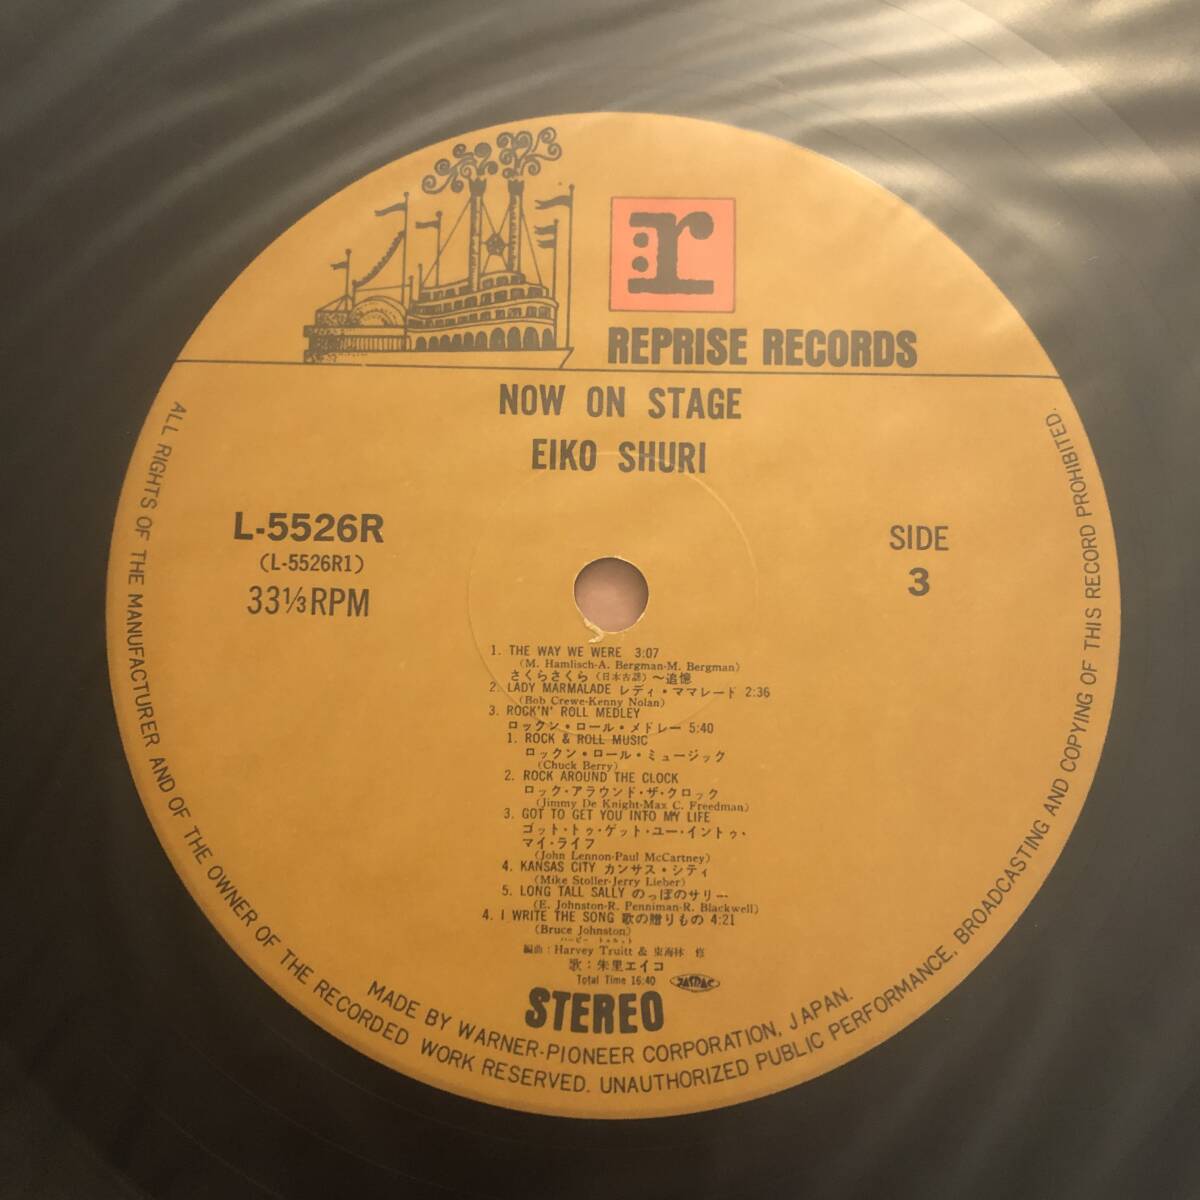 r
REPRISE RECORDS
NOW ON STAGE
EIKO SHURI
L-5526R
(L-5526R1)
33⅓RPM
SIDE
3
1. THE WAY WE WERE 3:07
(M. Hamlisch-A. Bergman-M. Bergman)
さくらさくら（日本古謡）〜追憶
2. LADY MARMALADE レディ・ママレード 2:36
(Bob Crewe-Kenny Nolan)
3. ROCK'N' ROLL MEDLEY
ロックン・ロール・メドレー 5:40
1. ROCK & ROLL MUSIC
ロックン・ロール・ミュージック
(Chuck Berry)
2. ROCK AROUND THE CLOCK
ロック・アラウンド・ザ・クロック
(Jimmy De Knight-Max C. Freedman)
3. GOT TO GET YOU INTO MY LIFE
ゴット・トゥ・ゲット・ユー・イントゥ・
マイ・ライフ
(John Lennon-Paul McCartney)
4. KANSAS CITY カンサス・シティ
(Mike Stoller-Jerry Lieber)
5. LONG TALL SALLY のっぽのサリー
(E. Johnston-R. Penniman-R. Blackwell)
4. I WRITE THE SONG 歌の贈りもの 4:21
(Bruce Johnston)
ハービー トゥルット
編曲：Harvey Truitt & 東海林 修
歌：朱里エイコ
Total Time 16:40
JASRAC
STEREO
MADE BY WARNER-PIONEER CORPORATION, JAPAN.
ALL RIGHTS OF THE MANUFACTURER AND OF THE OWNER OF THE RECORDED WORK RESERVED. UNAUTHORIZED PUBLIC PERFORMANCE, BROADCASTING AND COPYING OF THIS RECORD PROHIBITED.